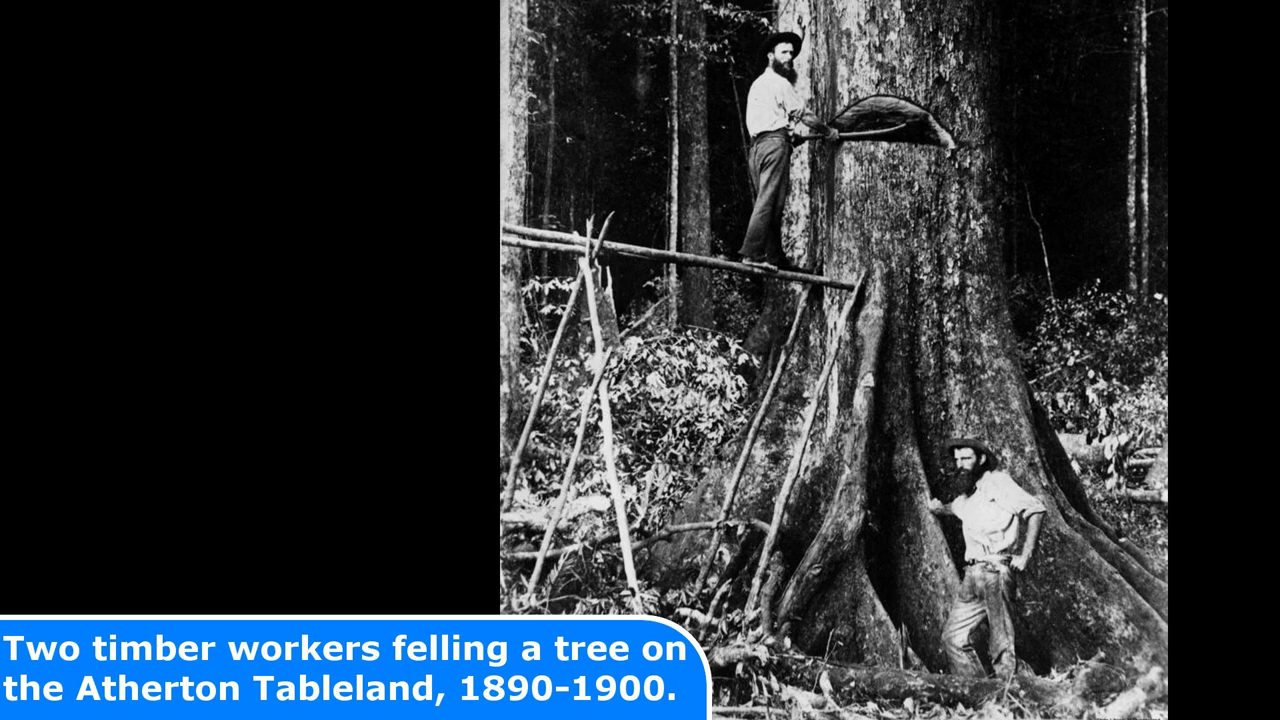 Two timber workers felling a tree on
the Atherton Tableland, 1890-1900.